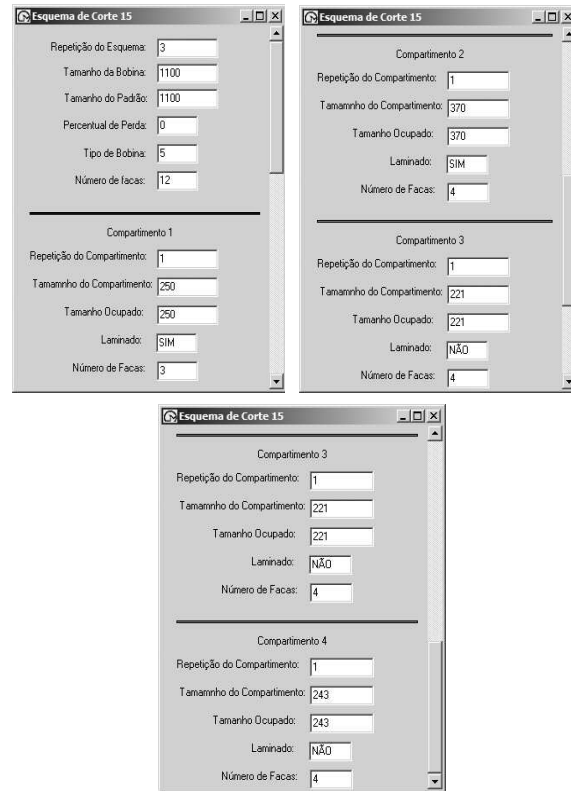 Esquema de Corte 15
Repetição do Esquema: 3
Tamanho da Bobina: 1100
Tamanho do Padrão: 1100
Percentual de Perda: 0
Tipo de Bobina: 5
Número de facas: 12
Compartimento 1
Repetição do Compartimento: 1
Tamamnho do Compartimento: 250
Tamanho Ocupado: 250
Laminado: SIM
Número de Facas: 3
Esquema de Corte 15
Compartimento 2
Repetição do Compartimento: 1
Tamamnho do Compartimento: 370
Tamanho Ocupado: 370
Laminado: SIM
Número de Facas: 4
Compartimento 3
Repetição do Compartimento: 1
Tamamnho do Compartimento: 221
Tamanho Ocupado: 221
Laminado: NÃO
Número de Facas: 4
Esquema de Corte 15
Compartimento 3
Repetição do Compartimento: 1
Tamamnho do Compartimento: 221
Tamanho Ocupado: 221
Laminado: NÃO
Número de Facas: 4
Compartimento 4
Repetição do Compartimento: 1
Tamamnho do Compartimento: 243
Tamanho Ocupado: 243
Laminado: NÃO
Número de Facas: 4